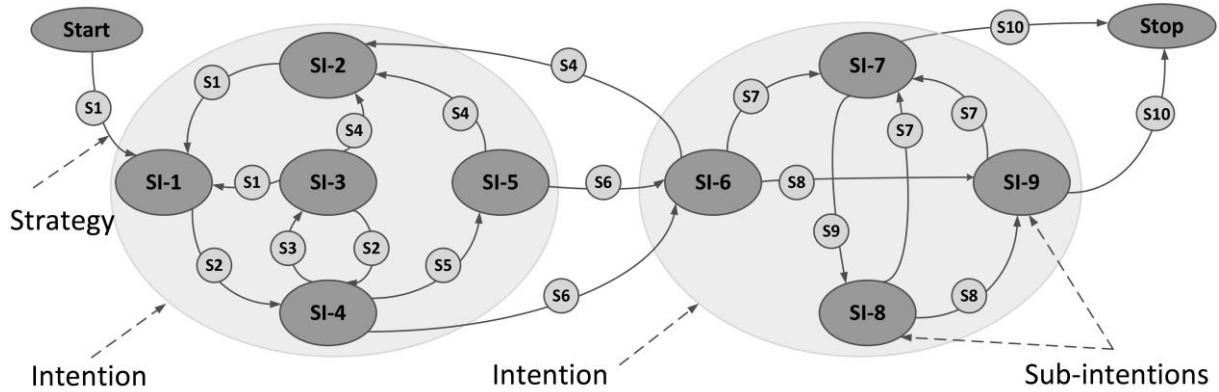 Start
S10
Stop
SI-2
S4
SI-7
S1
S4
S7
S7
S7
S1
S4
S10
SI-1
S1
SI-3
SI-5
S6
SI-6
S8
SI-9
Strategy
S2
S3
S2
S5
S9
S6
S8
SI-4
SI-8
Intention
Intention
Sub-intentions